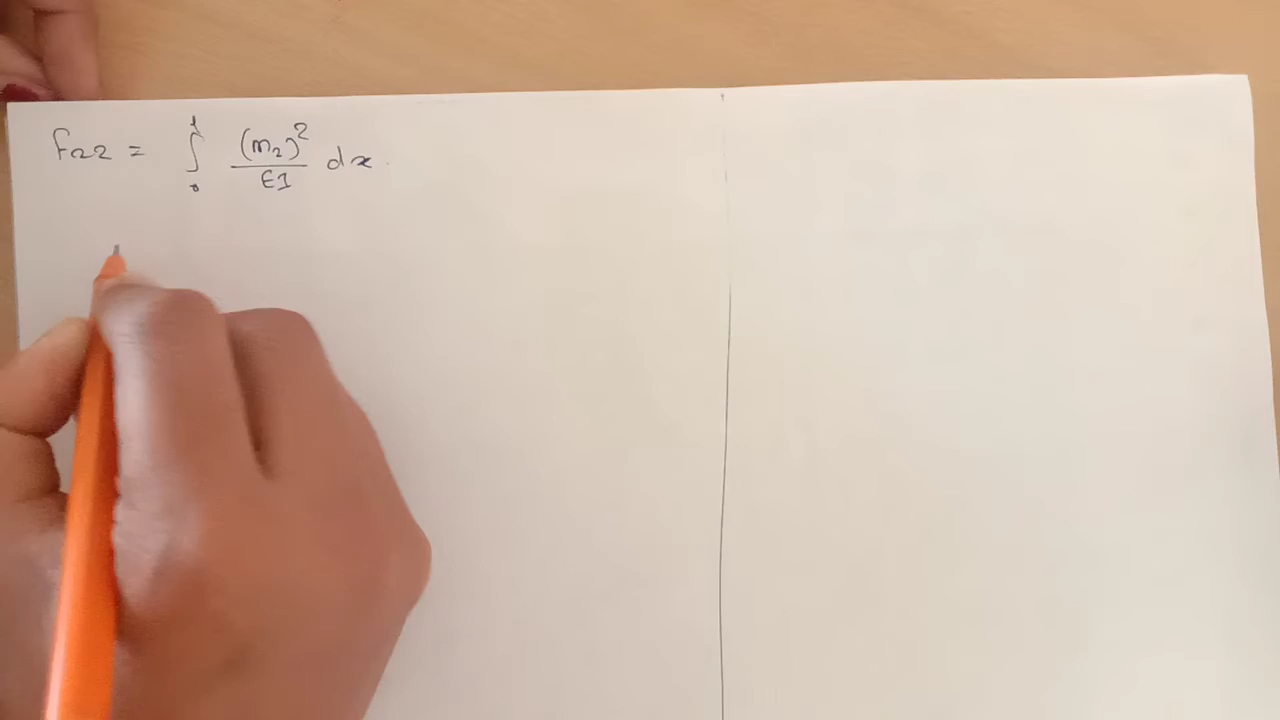 f22 = ∫₀ˡ (m₂)² / EI dx.